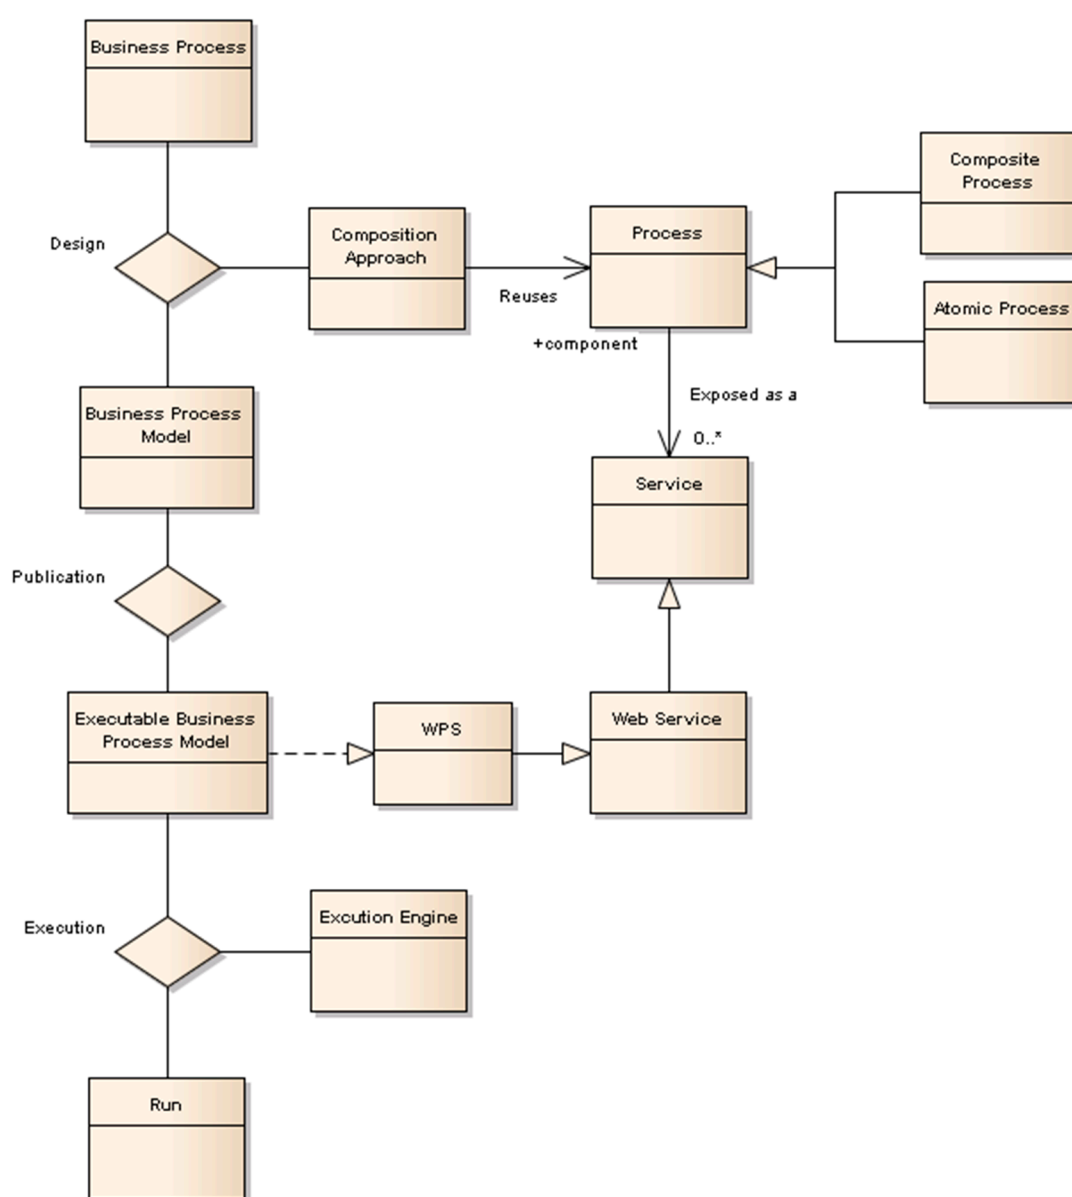 Business Process
Composite
Process
Design
Composition
Approach
Process
Reuses
+component
Atomic Process
Exposed as a
0..*
Business Process
Model
Service
Publication
Executable Business
Process Model
WPS
Web Service
Execution
Excution Engine
Run